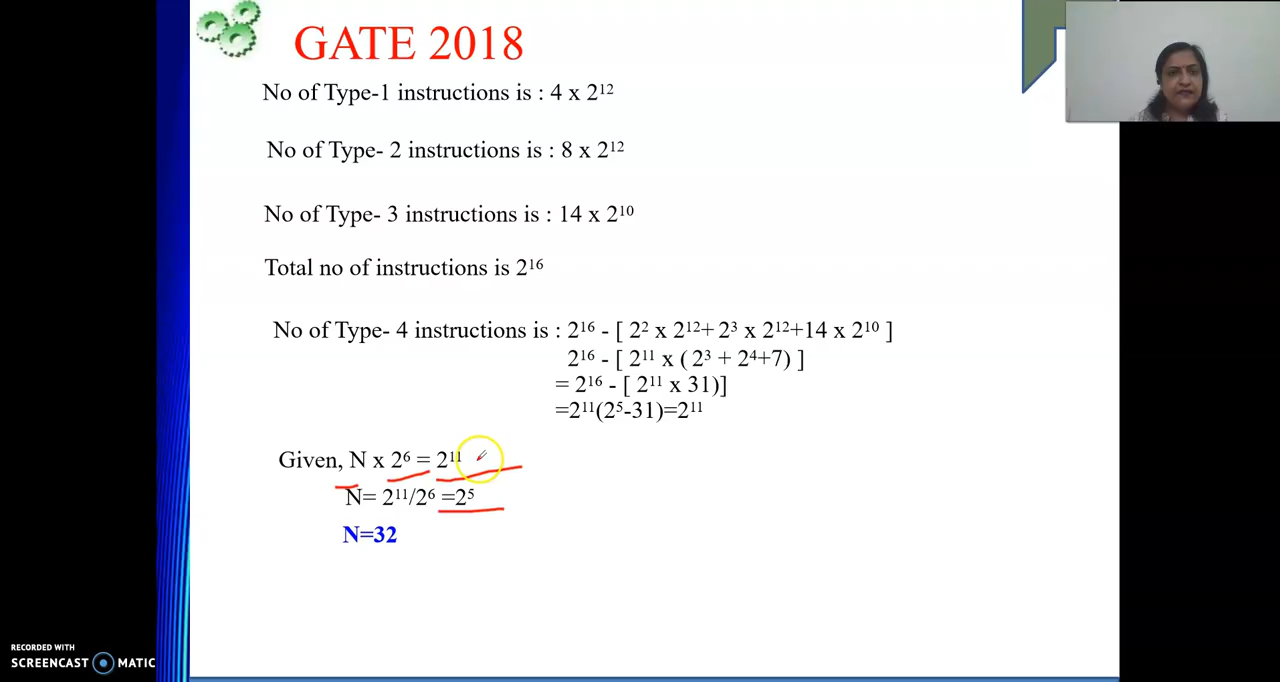 GATE 2018
No of Type-1 instructions is : 4 x 2¹²
No of Type- 2 instructions is : 8 x 2¹²
No of Type- 3 instructions is : 14 x 2¹⁰
Total no of instructions is 2¹⁶
No of Type- 4 instructions is : 2¹⁶ - [ 2² x 2¹²+ 2³ x 2¹²+14 x 2¹⁰ ]
2¹⁶ - [ 2¹¹ x ( 2³ + 2⁴+7) ]
= 2¹⁶ - [ 2¹¹ x 31)]
=2¹¹(2⁵-31)=2¹¹
Given, N x 2⁶ = 2¹¹
N= 2¹¹/2⁶ =2⁵
N=32
RECORDED WITH
SCREENCAST MATIC